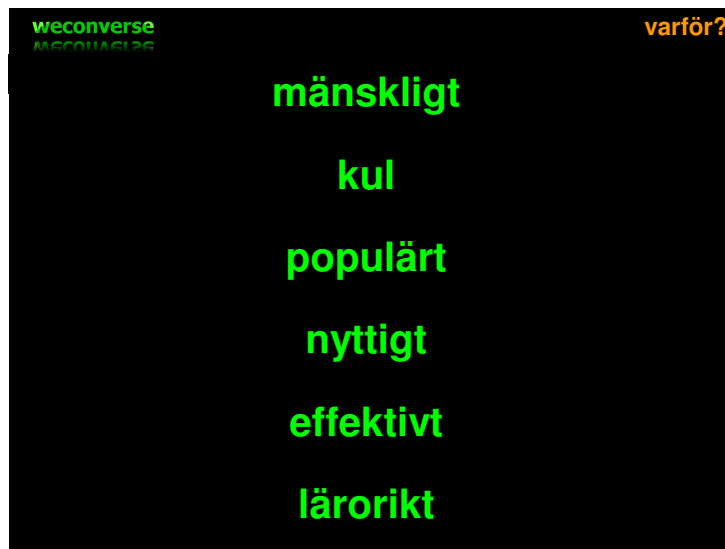 weconverse
varför?
mänskligt
kul
populärt
nyttigt
effektivt
lärorikt